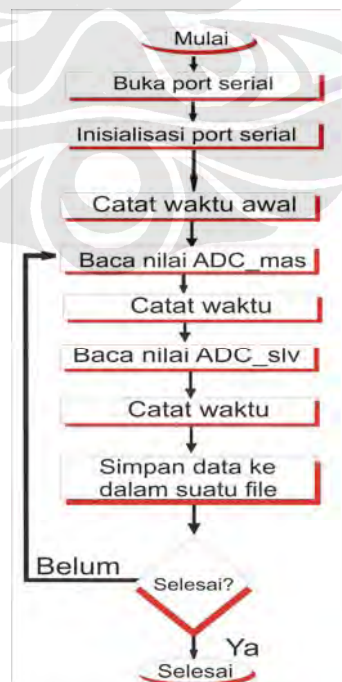 Mulai
Buka port serial
Inisialisasi port serial
Catat waktu awal
Baca nilai ADC_mas
Catat waktu
Baca nilai ADC_slv
Catat waktu
Simpan data ke
dalam suatu file
Belum
Selesai?
Ya
Selesai